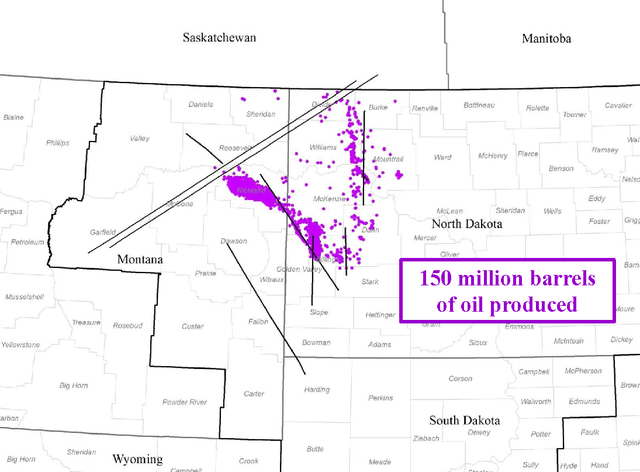 Saskatchewan
Manitoba
Daniels
Sheridan
Divide
Burke
Renville
Bottineau
Rolette
Towner
Cavalier
Blaine
Phillips
Valley
Roosevelt
Williams
Mountrail
Ward
McHenry
Pierce
Benson
Ramsey
Nelson
Richland
McKenzie
McCone
Garfield
Fergus
Petroleum
Dawson
Dunn
McLean
Sheridan
Wells
Eddy
Foster
North Dakota
Mercer
Oliver
Montana
Prairie
Wibaux
Golden Valley
Billings
Stark
150 million barrels
of oil produced
Musselshell
Treasure
Rosebud
Custer
Fallon
Slope
Hettinger
Grant
Emmons
McIntosh
Dickey
Yellowstone
Bowman
Adams
Sioux
Big Horn
Powder River
Carter
Harding
Perkins
Corson
Campbell
McPherson
Walworth
Edmunds
Brown
South Dakota
Dewey
Ziebach
Potter
Faulk
Butte
Meade
Sully
Hyde
Hand
Wyoming
Sheridan
Big Horn
Campbell
Crook